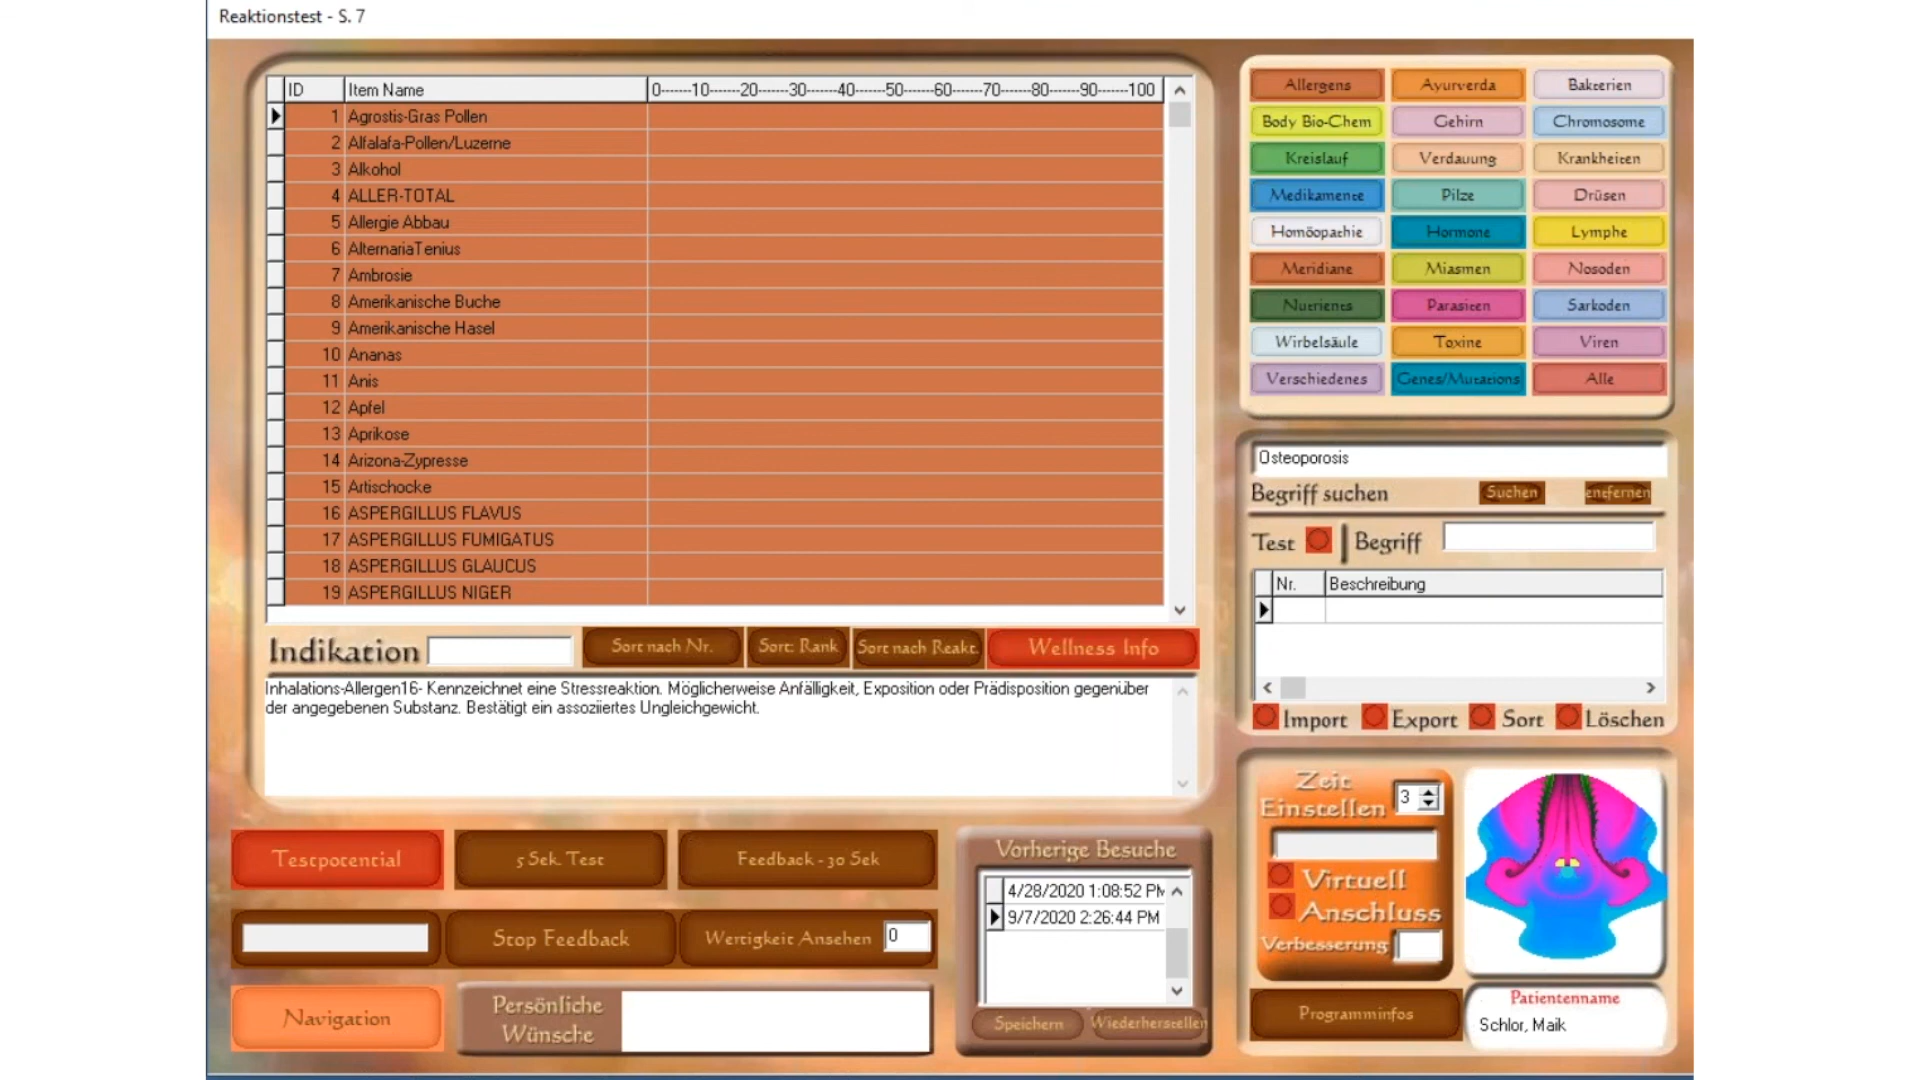 Reaktionstest - S. 7
ID Item Name 0------10------20------30------40------50------60------70------80------90------100
1 Agrostis-Gras Pollen
2 Alfalafa-Pollen/Luzerne
3 Alkohol
4 ALLER-TOTAL
5 Allergie Abbau
6 AlternariaTenius
7 Ambrosie
8 Amerikanische Buche
9 Amerikanische Hasel
10 Ananas
11 Anis
12 Apfel
13 Aprikose
14 Arizona-Zypresse
15 Artischocke
16 ASPERGILLUS FLAVUS
17 ASPERGILLUS FUMIGATUS
18 ASPERGILLUS GLAUCUS
19 ASPERGILLUS NIGER
Indikation
Sort nach Nr. Sort: Rank Sort nach Reakt. Wellness Info
Inhalations-Allergen16- Kennzeichnet eine Stressreaktion. Möglicherweise Anfälligkeit, Exposition oder Prädisposition gegenüber
der angegebenen Substanz. Bestätigt ein assoziiertes Ungleichgewicht.
Testpotential 5 Sek. Test Feedback - 30 Sek
Stop Feedback Wertigkeit Ansehen 0
Navigation
Persönliche
Wünsche
Vorherige Besuche
4/28/2020 1:08:52 PM
9/7/2020 2:26:44 PM
Speichern Wiederherstellen
Allergens Ayurverda Bakterien
Body Bio-Chem Gehirn Chromosome
Kreislauf Verdauung Krankheiten
Medikamente Pilze Drüsen
Homöopathie Hormone Lymphe
Meridiane Miasmen Nosoden
Nutrients Parasiten Sarkoden
Wirbelsäule Toxine Viren
Verschiedenes Genes/Mutations Alle
Osteoporosis
Begriff suchen Suchen entfernen
Test Begriff
Nr. Beschreibung
Import Export Sort Löschen
Zeit
Einstellen 3
Virtuell
Anschluss
Verbesserung
Programminfos
Patientenname
Schlor, Maik